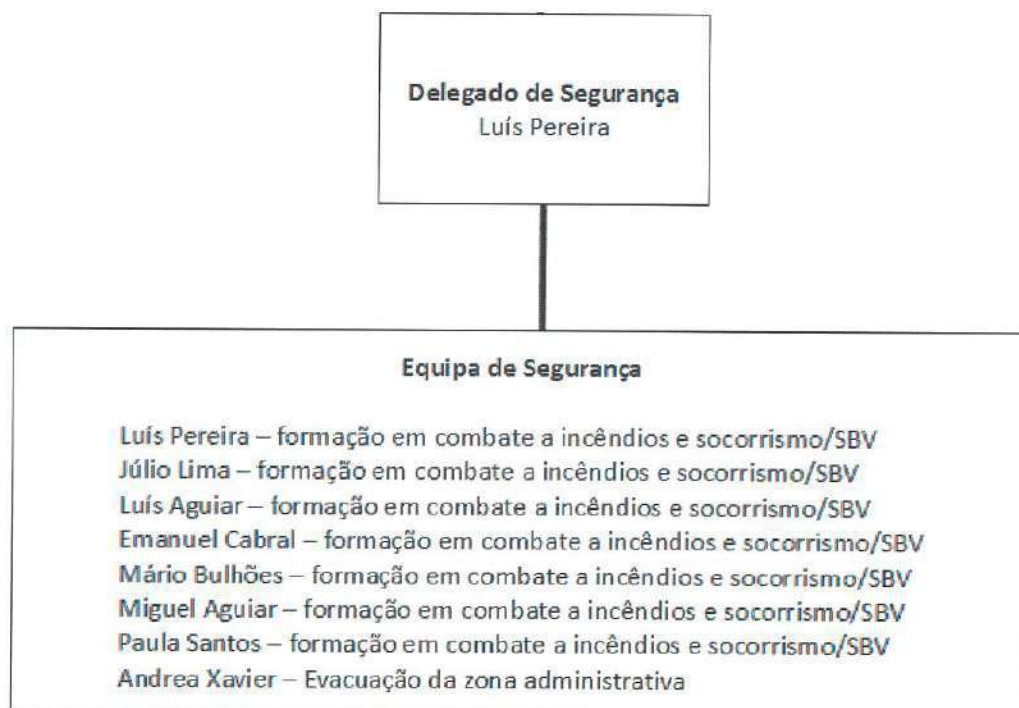 Delegado de Segurança
Luís Pereira
Equipa de Segurança
Luís Pereira – formação em combate a incêndios e socorrismo/SBV
Júlio Lima – formação em combate a incêndios e socorrismo/SBV
Luís Aguiar – formação em combate a incêndios e socorrismo/SBV
Emanuel Cabral – formação em combate a incêndios e socorrismo/SBV
Mário Bulhões – formação em combate a incêndios e socorrismo/SBV
Miguel Aguiar – formação em combate a incêndios e socorrismo/SBV
Paula Santos – formação em combate a incêndios e socorrismo/SBV
Andrea Xavier – Evacuação da zona administrativa